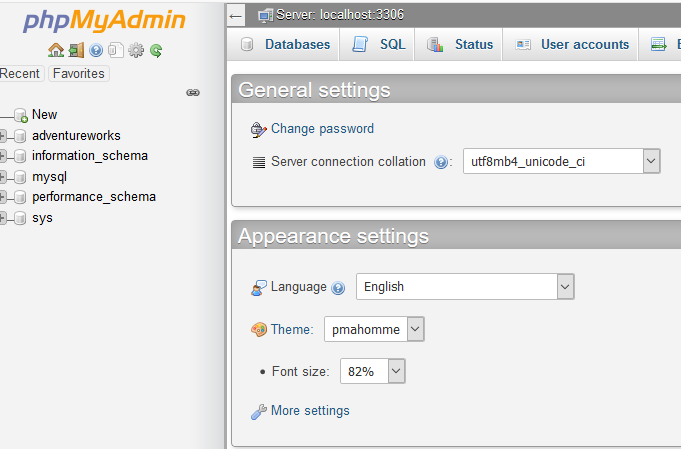 phpMyAdmin
Recent Favorites
New
adventureworks
information_schema
mysql
performance_schema
sys
Server: localhost:3306
Databases SQL Status User accounts
General settings
Change password
Server connection collation : utf8mb4_unicode_ci
Appearance settings
Language English
Theme: pmahomme
• Font size: 82%
More settings